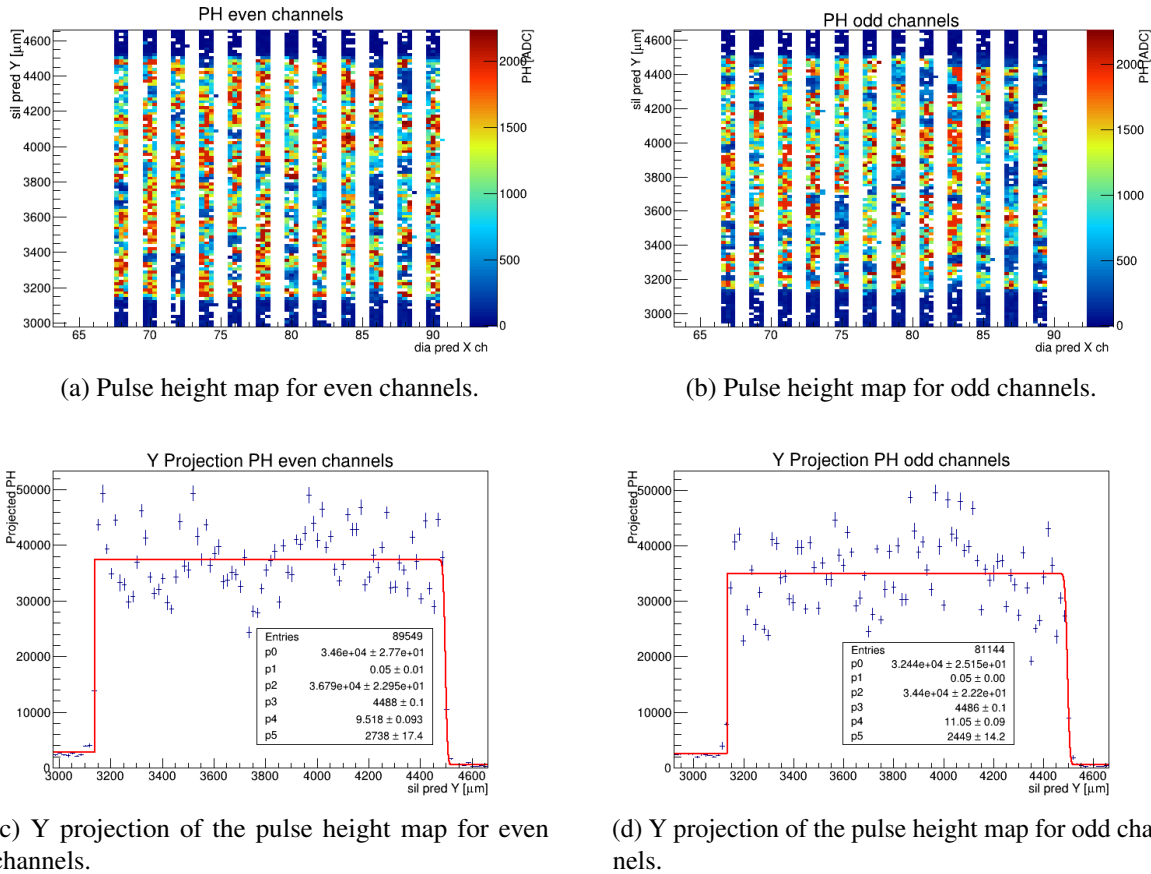 PH even channels
sil pred Y [μm]
4600
4400
4200
4000
3800
3600
3400
3200
3000
65
70
75
80
85
90
dia pred X ch
PH [ADC]
2000
1500
1000
500
0
(a) Pulse height map for even channels.
PH odd channels
sil pred Y [μm]
4600
4400
4200
4000
3800
3600
3400
3200
3000
65
70
75
80
85
90
dia pred X ch
PH [ADC]
2000
1500
1000
500
0
(b) Pulse height map for odd channels.
Y Projection PH even channels
Projected PH
50000
40000
30000
20000
10000
0
3000 3200 3400 3600 3800 4000 4200 4400 4600
sil pred Y [μm]
Entries 89549
p0 3.46e+04 ± 2.77e+01
p1 0.05 ± 0.01
p2 3.679e+04 ± 2.295e+01
p3 4488 ± 0.1
p4 9.518 ± 0.093
p5 2738 ± 17.4
c) Y projection of the pulse height map for even
channels.
Y Projection PH odd channels
Projected PH
50000
40000
30000
20000
10000
0
3000 3200 3400 3600 3800 4000 4200 4400 4600
sil pred Y [μm]
Entries 81144
p0 3.244e+04 ± 2.515e+01
p1 0.05 ± 0.00
p2 3.44e+04 ± 2.22e+01
p3 4486 ± 0.1
p4 11.05 ± 0.09
p5 2449 ± 14.2
(d) Y projection of the pulse height map for odd cha
nels.